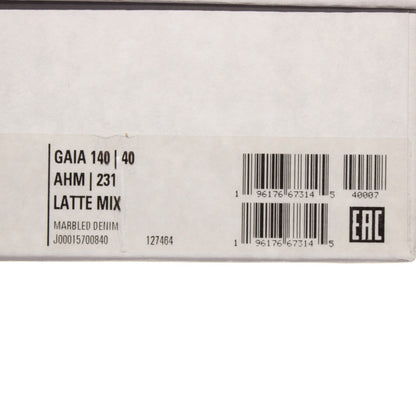 GAIA 140 | 40
AHM | 231
LATTE MIX
MARBLED DENIM
J00015700840 127464
1 96176 67314 5
40007
1 96176 67314 5
EAC